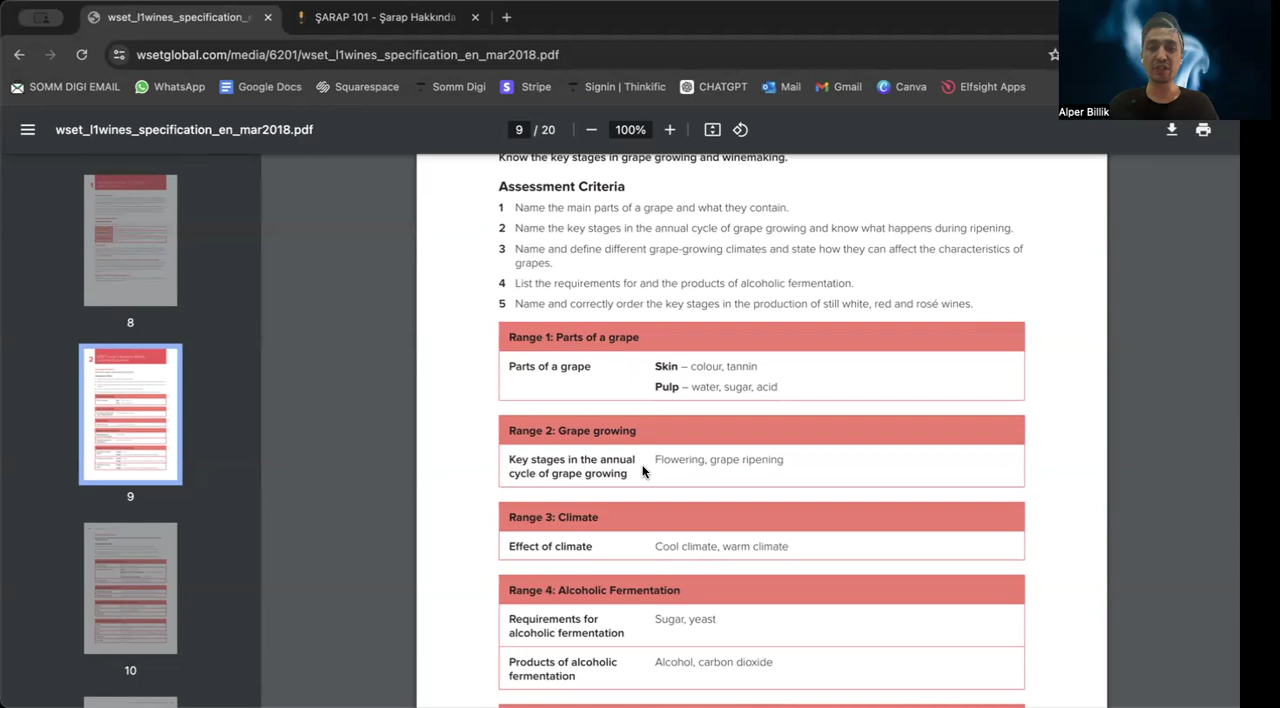 wset_l1wines_specification_e
ŞARAP 101 - Şarap Hakkında
wsetglobal.com/media/6201/wset_l1wines_specification_en_mar2018.pdf
SOMM DIGI EMAIL WhatsApp Google Docs Squarespace Somm Digi Stripe Signin | Thinkific CHATGPT Mail Gmail Canva Elfsight Apps
Alper Billik
wset_l1wines_specification_en_mar2018.pdf
9 / 20
100%
8
9
10
Know the key stages in grape growing and winemaking.
Assessment Criteria
1 Name the main parts of a grape and what they contain.
2 Name the key stages in the annual cycle of grape growing and know what happens during ripening.
3 Name and define different grape-growing climates and state how they can affect the characteristics of
grapes.
4 List the requirements for and the products of alcoholic fermentation.
5 Name and correctly order the key stages in the production of still white, red and rosé wines.
Range 1: Parts of a grape
Parts of a grape Skin – colour, tannin
Pulp – water, sugar, acid
Range 2: Grape growing
Key stages in the annual Flowering, grape ripening
cycle of grape growing
Range 3: Climate
Effect of climate Cool climate, warm climate
Range 4: Alcoholic Fermentation
Requirements for Sugar, yeast
alcoholic fermentation
Products of alcoholic Alcohol, carbon dioxide
fermentation